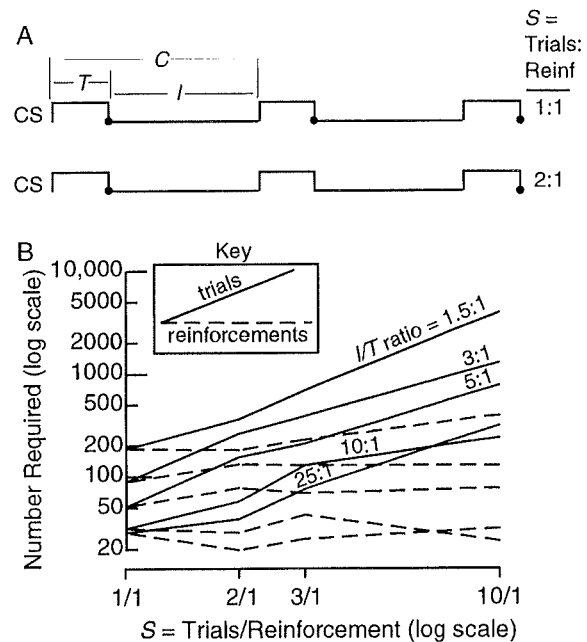 A
S =
Trials:
Reinf
C
T
I
CS
1:1
CS
2:1
B
Key
trials
reinforcements
Number Required (log scale)
10,000
5000
2000
1000
500
200
100
50
20
I/T ratio = 1.5:1
3:1
5:1
10:1
25:1
1/1
2/1
3/1
10/1
S = Trials/Reinforcement (log scale)